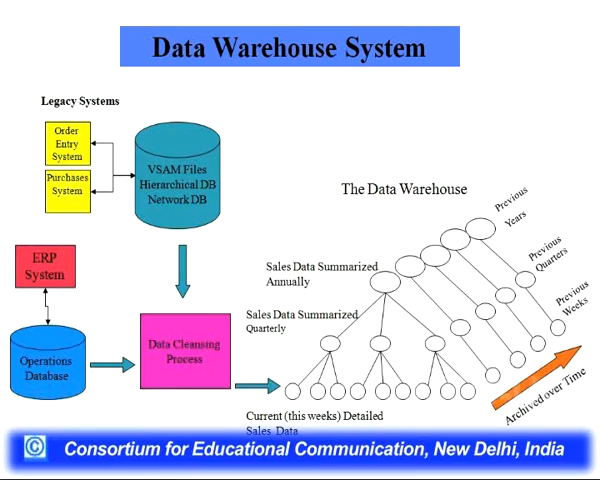 Data Warehouse System
Legacy Systems
Order
Entry
System
Purchases
System
VSAM Files
Hierarchical DB
Network DB
The Data Warehouse
Previous
Years
Previous
Quarters
Previous
Weeks
ERP
System
Sales Data Summarized
Annually
Sales Data Summarized
Quarterly
Data Cleansing
Process
Operations
Database
Archived over Time
Current (this weeks) Detailed
Sales Data
© Consortium for Educational Communication, New Delhi, India